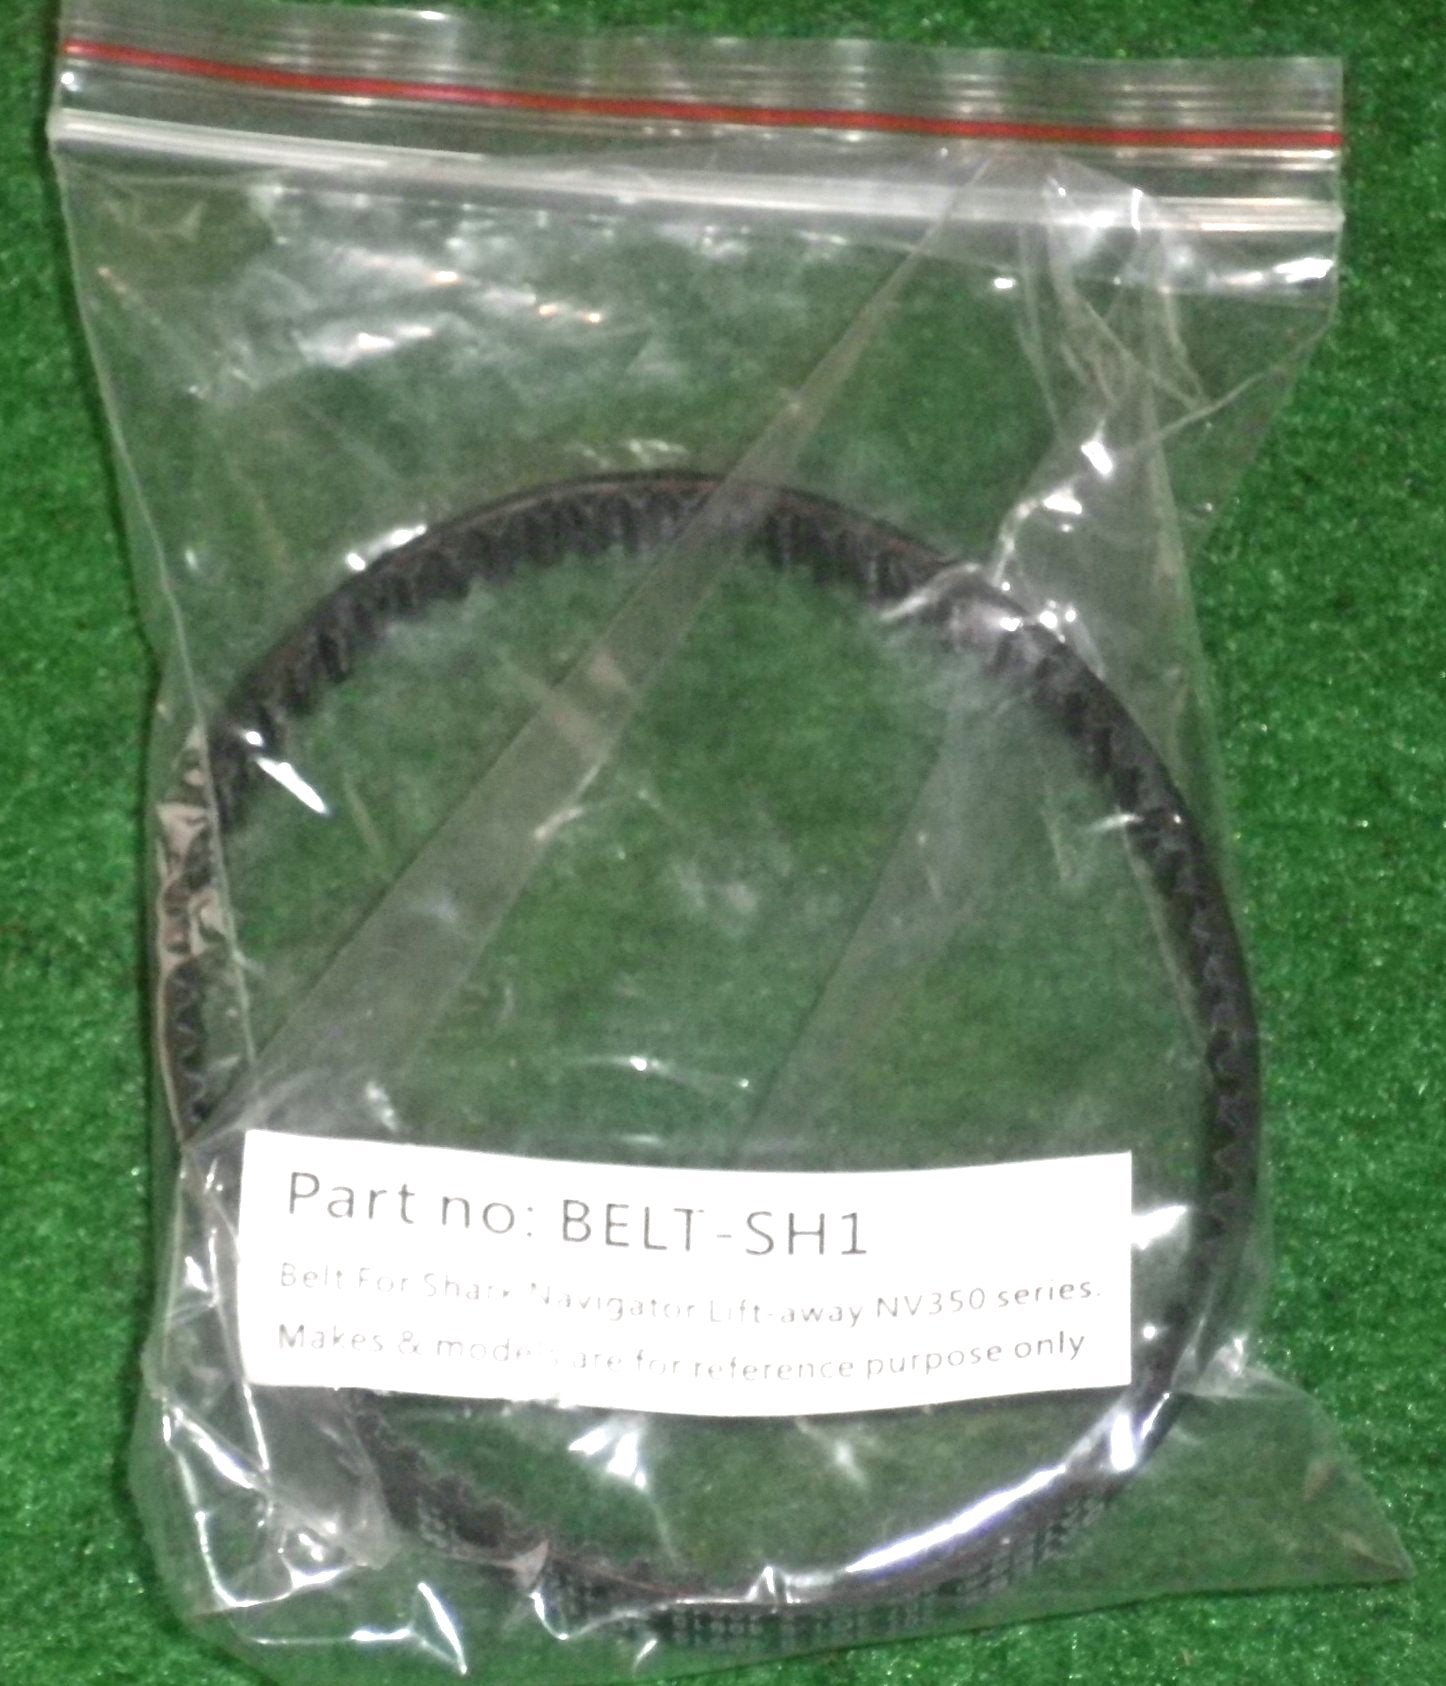 Part no: BELT-SH1
Belt For Shark Navigator Lift-away NV350 series.
Makes & models are for reference purpose only